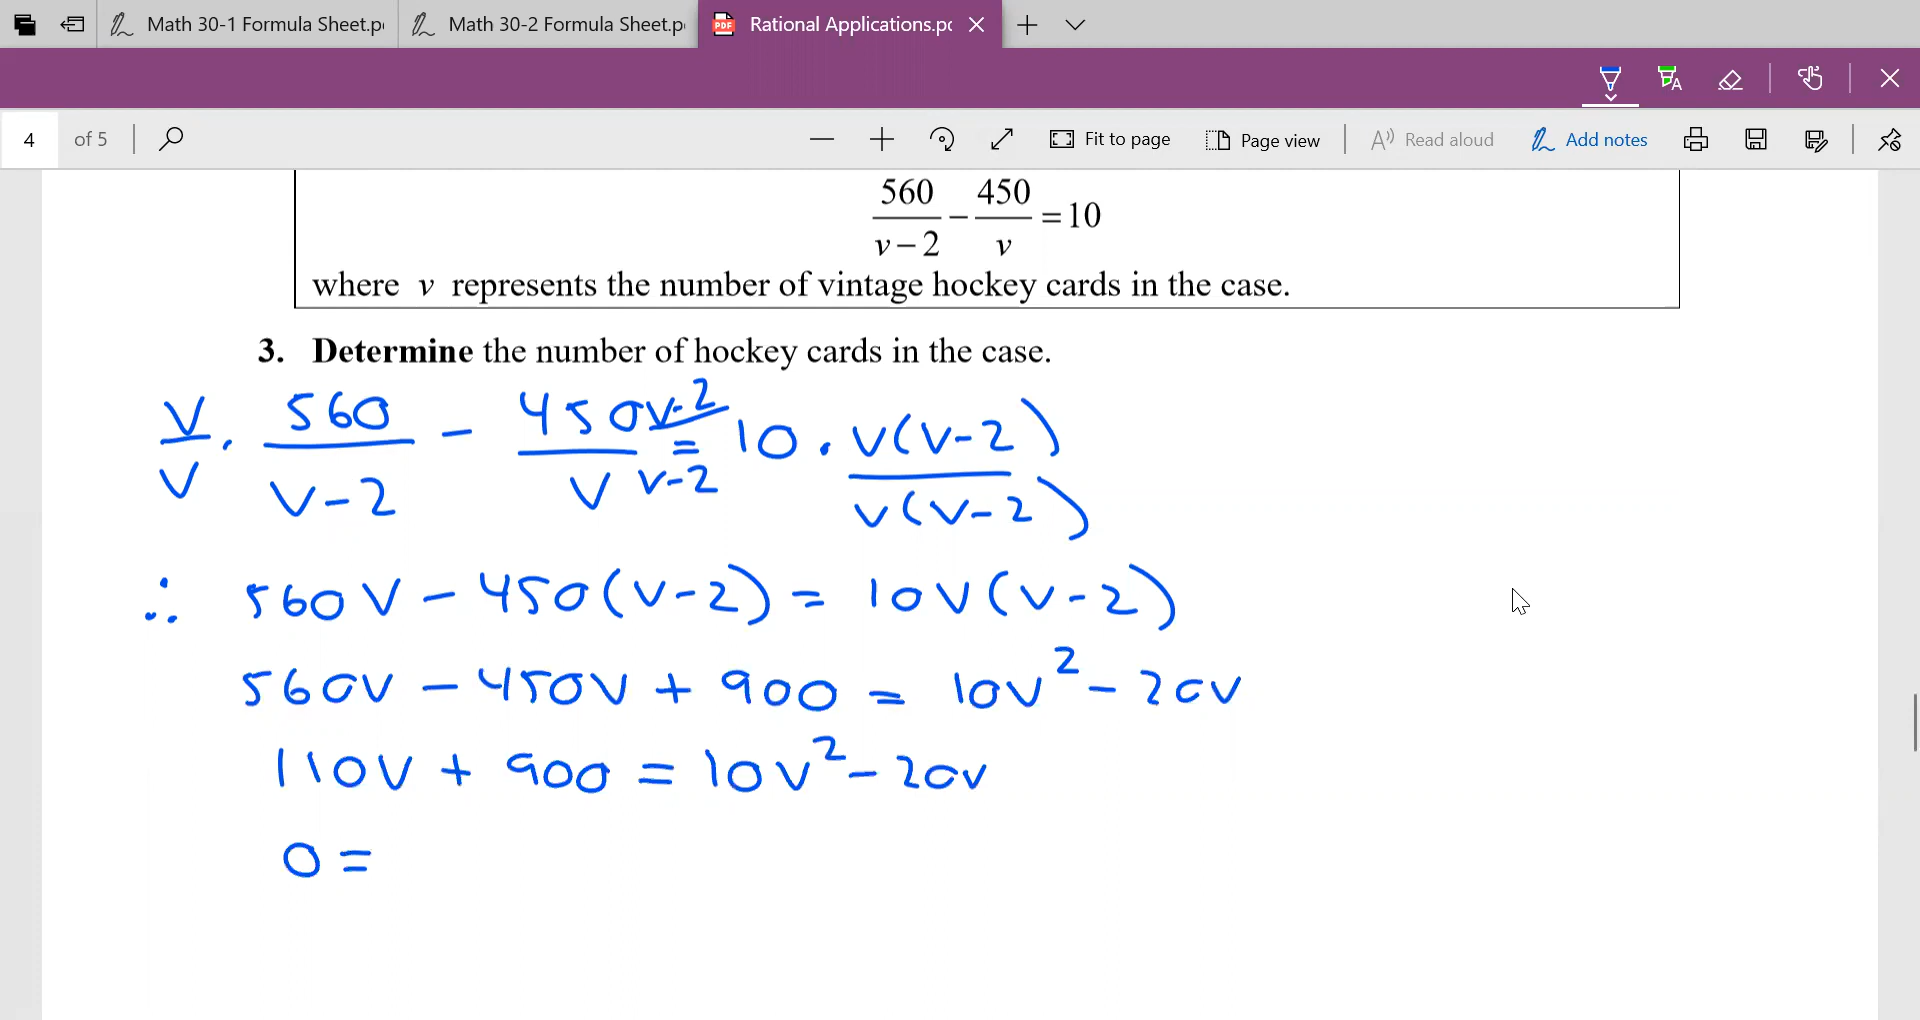 Math 30-1 Formula Sheet.p Math 30-2 Formula Sheet.p Rational Applications.pc
4 of 5 Fit to page Page view Read aloud Add notes
560/(v − 2) − 450/v = 10
where v represents the number of vintage hockey cards in the case.
3. Determine the number of hockey cards in the case.
V/V · 560/(V-2) − 450/V V-2/V-2 = 10 · V(V-2)/V(V-2)
∴ 560V − 450(V-2) = 10V(V-2)
560V − 450V + 900 = 10V² − 20V
110V + 900 = 10V² − 20V
0 =